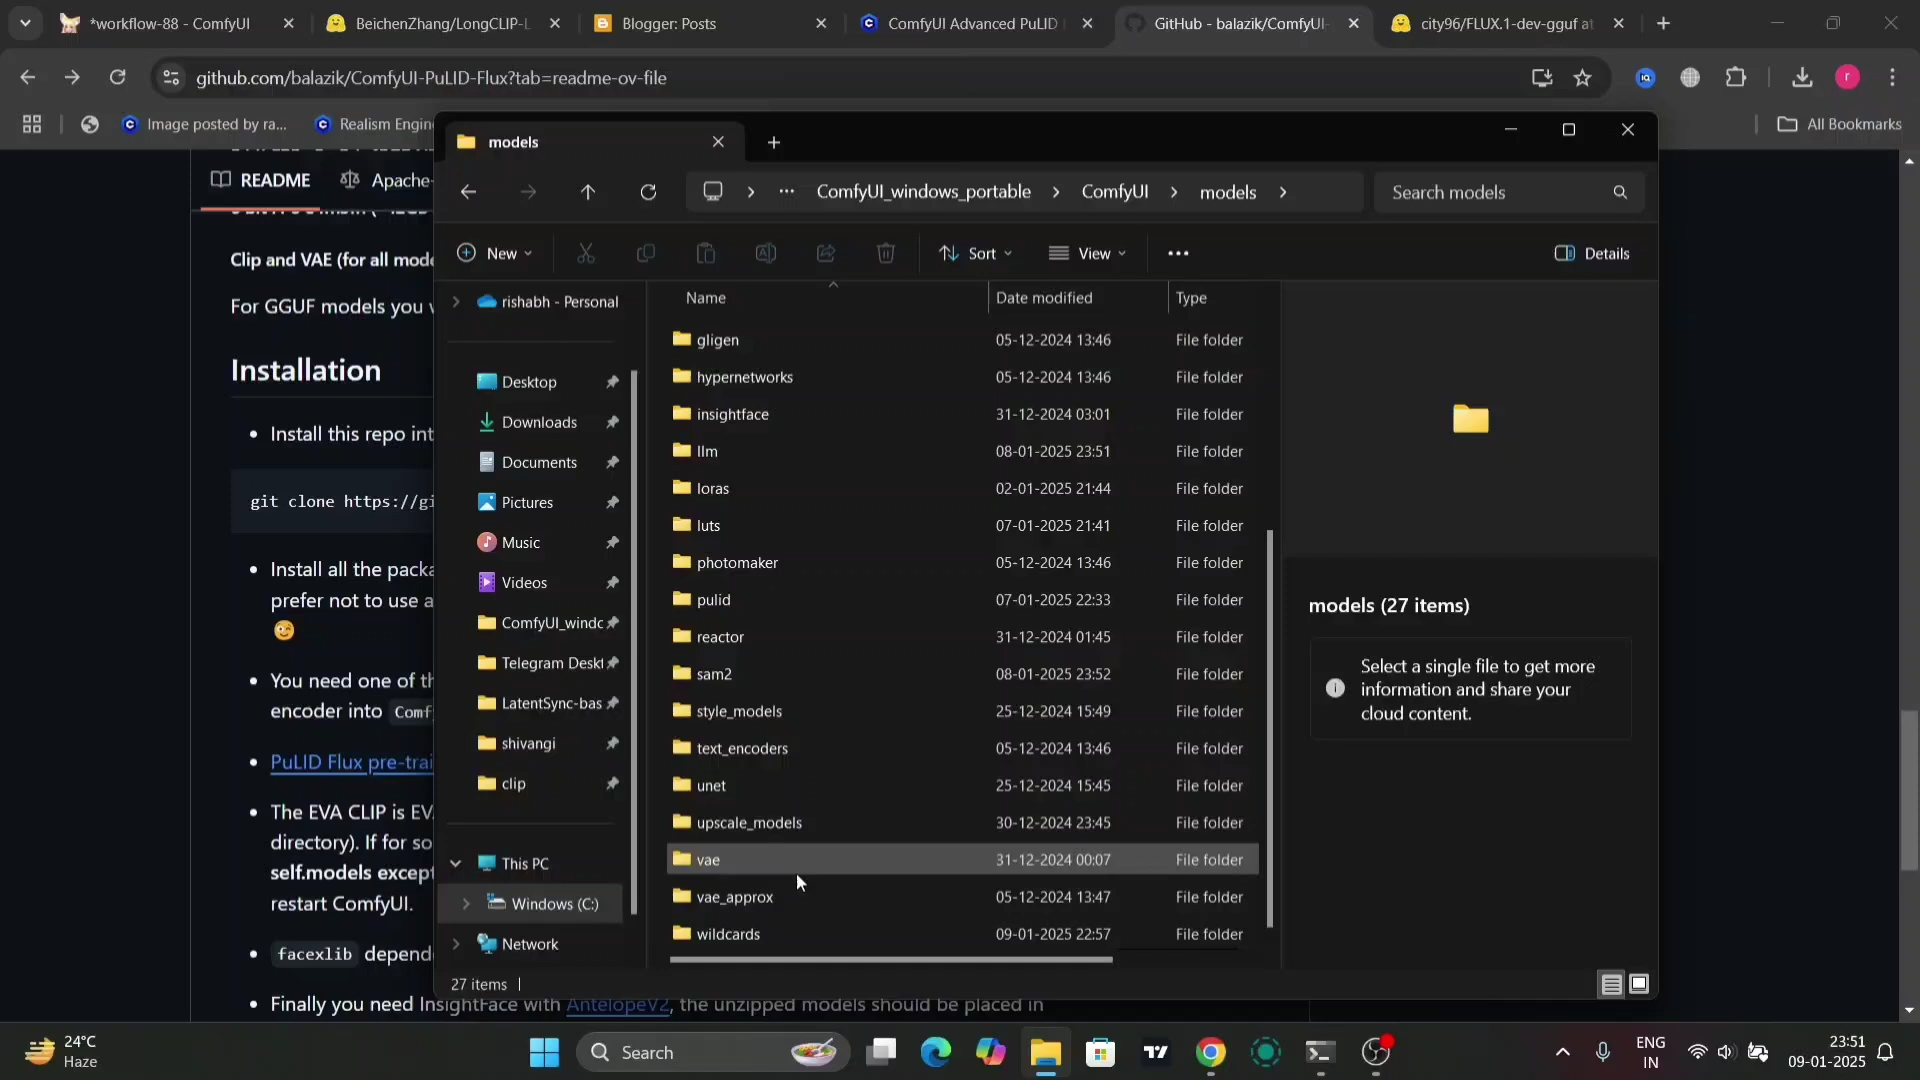 *workflow-88 - ComfyUI
BeichenZhang/LongCLIP-L
Blogger: Posts
ComfyUI Advanced PuLID
GitHub - balazik/ComfyUI-
city96/FLUX.1-dev-gguf at
github.com/balazik/ComfyUI-PuLID-Flux?tab=readme-ov-file
Image posted by ra...
Realism Engin
All Bookmarks
README
Apache-
Clip and VAE (for all mode
For GGUF models you w
Installation
Install this repo int
git clone https://gi
Install all the packa
prefer not to use a
You need one of th
encoder into Comf
PuLID Flux pre-trai
The EVA CLIP is EV
directory). If for so
self.models except
restart ComfyUI.
facexlib depend
Finally you need InsightFace with AntelopeV2, the unzipped models should be placed in
models
ComfyUI_windows_portable > ComfyUI > models >
Search models
New
Sort
View
Details
rishabh - Personal
Desktop
Downloads
Documents
Pictures
Music
Videos
ComfyUI_windc
Telegram Deskt
LatentSync-bas
shivangi
clip
This PC
Windows (C:)
Network
Name Date modified Type
gligen 05-12-2024 13:46 File folder
hypernetworks 05-12-2024 13:46 File folder
insightface 31-12-2024 03:01 File folder
llm 08-01-2025 23:51 File folder
loras 02-01-2025 21:44 File folder
luts 07-01-2025 21:41 File folder
photomaker 05-12-2024 13:46 File folder
pulid 07-01-2025 22:33 File folder
reactor 31-12-2024 01:45 File folder
sam2 08-01-2025 23:52 File folder
style_models 25-12-2024 15:49 File folder
text_encoders 05-12-2024 13:46 File folder
unet 25-12-2024 15:45 File folder
upscale_models 30-12-2024 23:45 File folder
vae 31-12-2024 00:07 File folder
vae_approx 05-12-2024 13:47 File folder
wildcards 09-01-2025 22:57 File folder
models (27 items)
Select a single file to get more
information and share your
cloud content.
27 items
24°C
Haze
Search
ENG
IN
23:51
09-01-2025